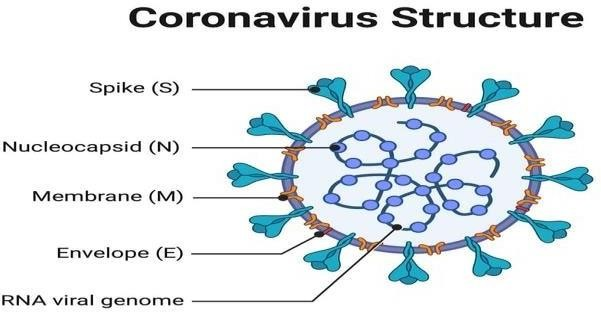 Coronavirus Structure
Spike (S)
Nucleocapsid (N)
Membrane (M)
Envelope (E)
RNA viral genome